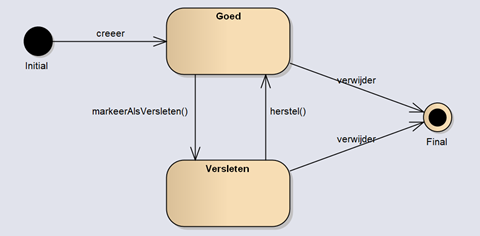 Goed
creeer
Initial
verwijder
markeerAlsVersleten()
herstel()
verwijder
Final
Versleten